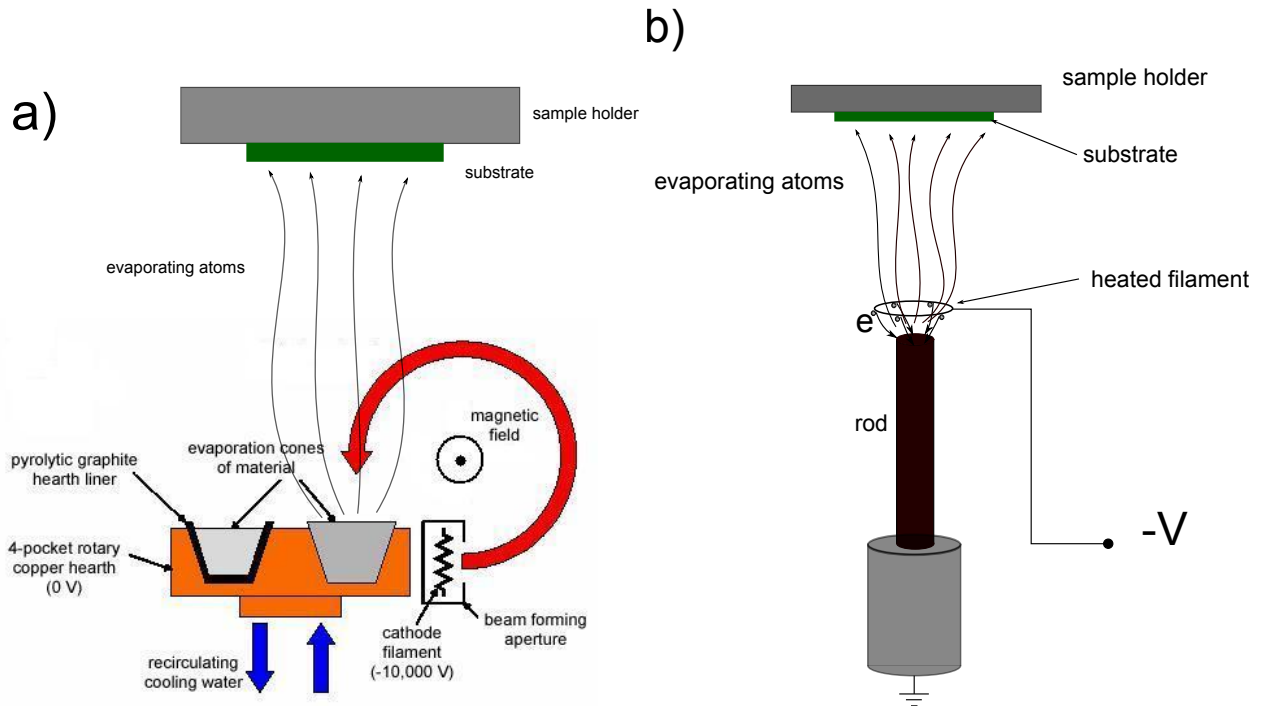 a)
sample holder
substrate
evaporating atoms
magnetic
field
evaporation cones
of material
pyrolytic graphite
hearth liner
4-pocket rotary
copper hearth
(0 V)
recirculating
cooling water
cathode
filament
(-10,000 V)
beam forming
aperture
b)
sample holder
substrate
evaporating atoms
heated filament
e
rod
-V